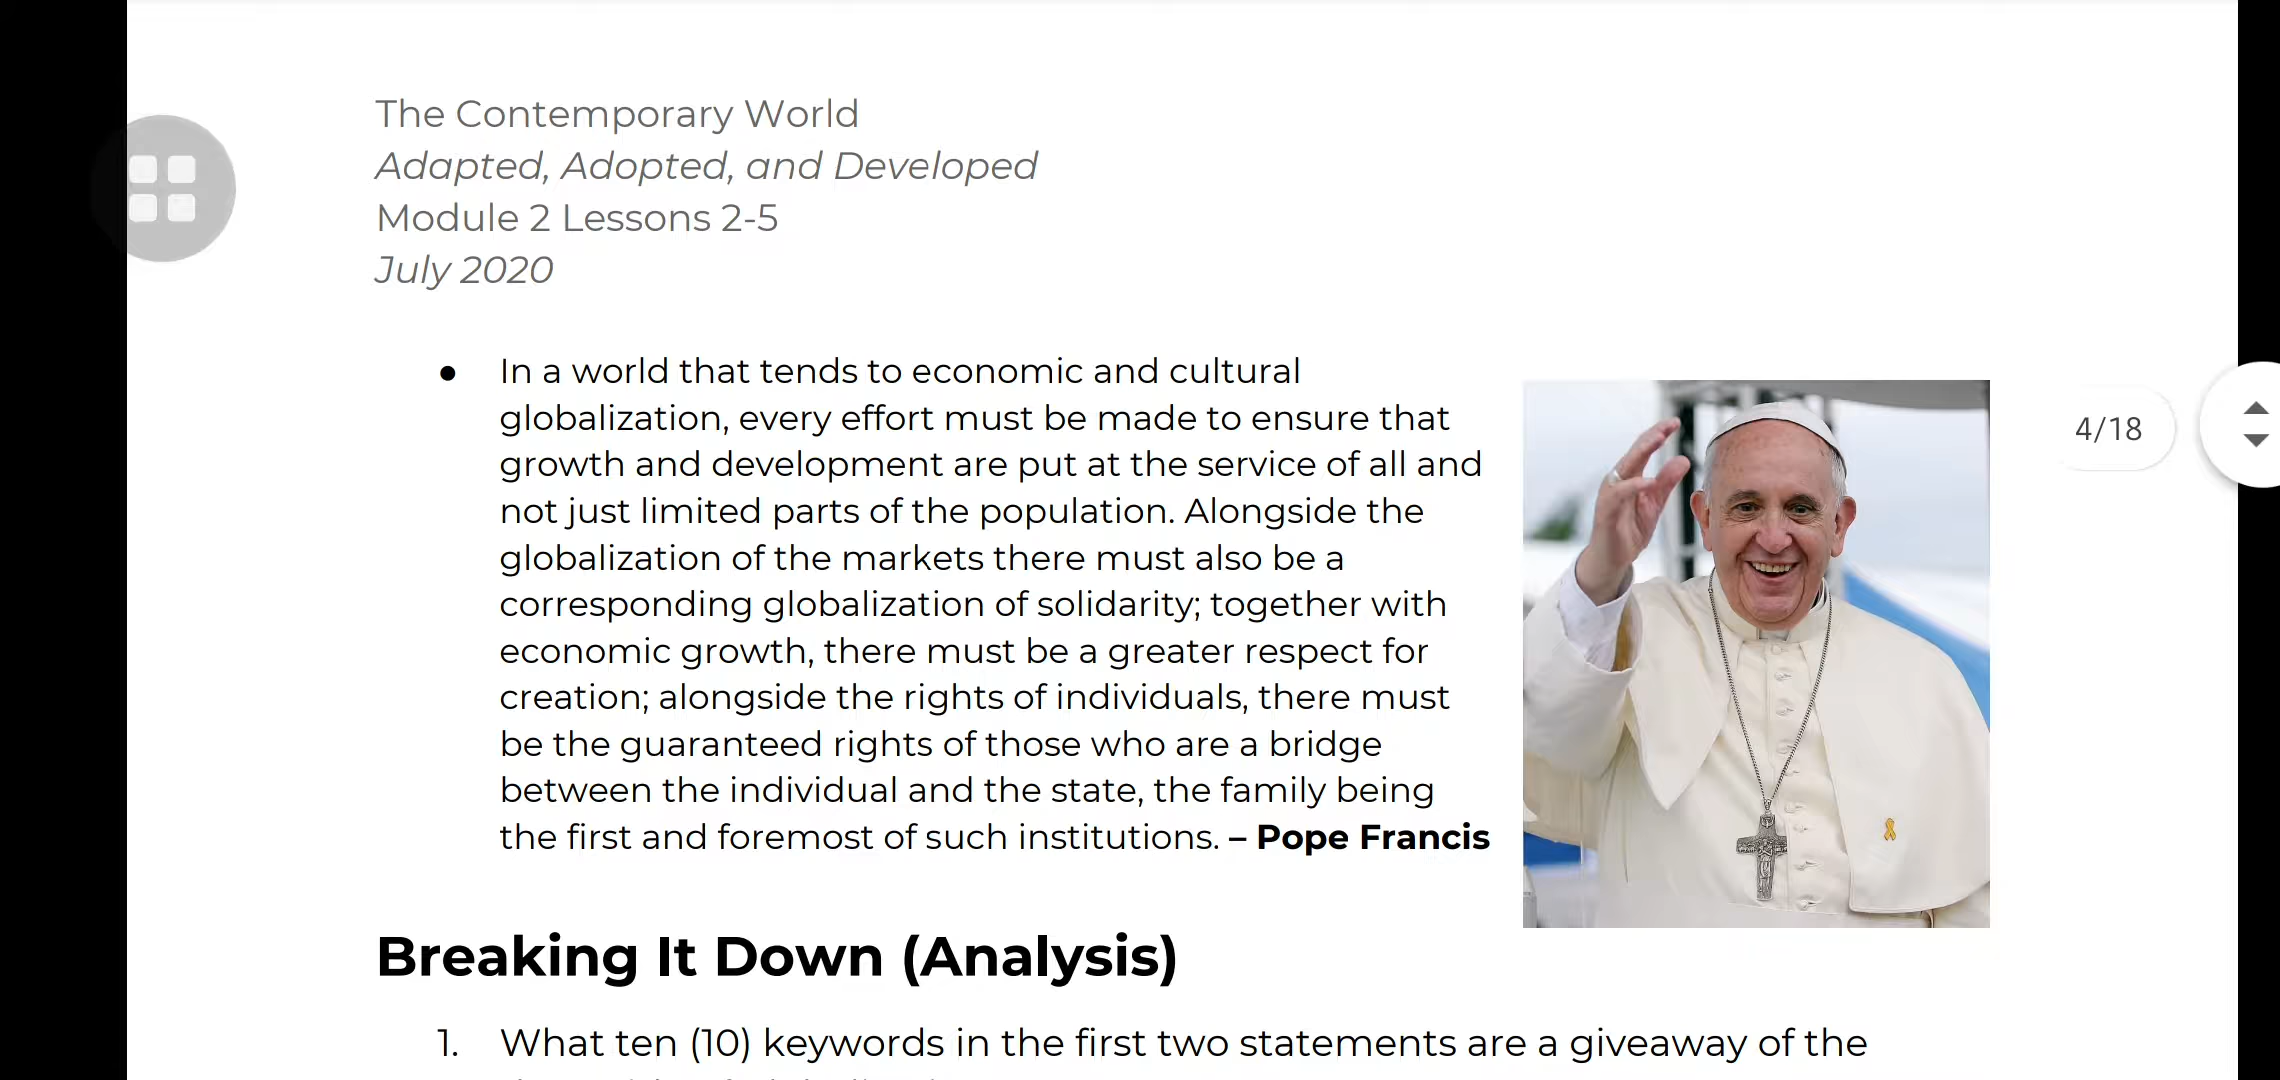 The Contemporary World
Adapted, Adopted, and Developed
Module 2 Lessons 2-5
July 2020
● In a world that tends to economic and cultural
globalization, every effort must be made to ensure that
growth and development are put at the service of all and
not just limited parts of the population. Alongside the
globalization of the markets there must also be a
corresponding globalization of solidarity; together with
economic growth, there must be a greater respect for
creation; alongside the rights of individuals, there must
be the guaranteed rights of those who are a bridge
between the individual and the state, the family being
the first and foremost of such institutions. – Pope Francis
4/18
Breaking It Down (Analysis)
1. What ten (10) keywords in the first two statements are a giveaway of the